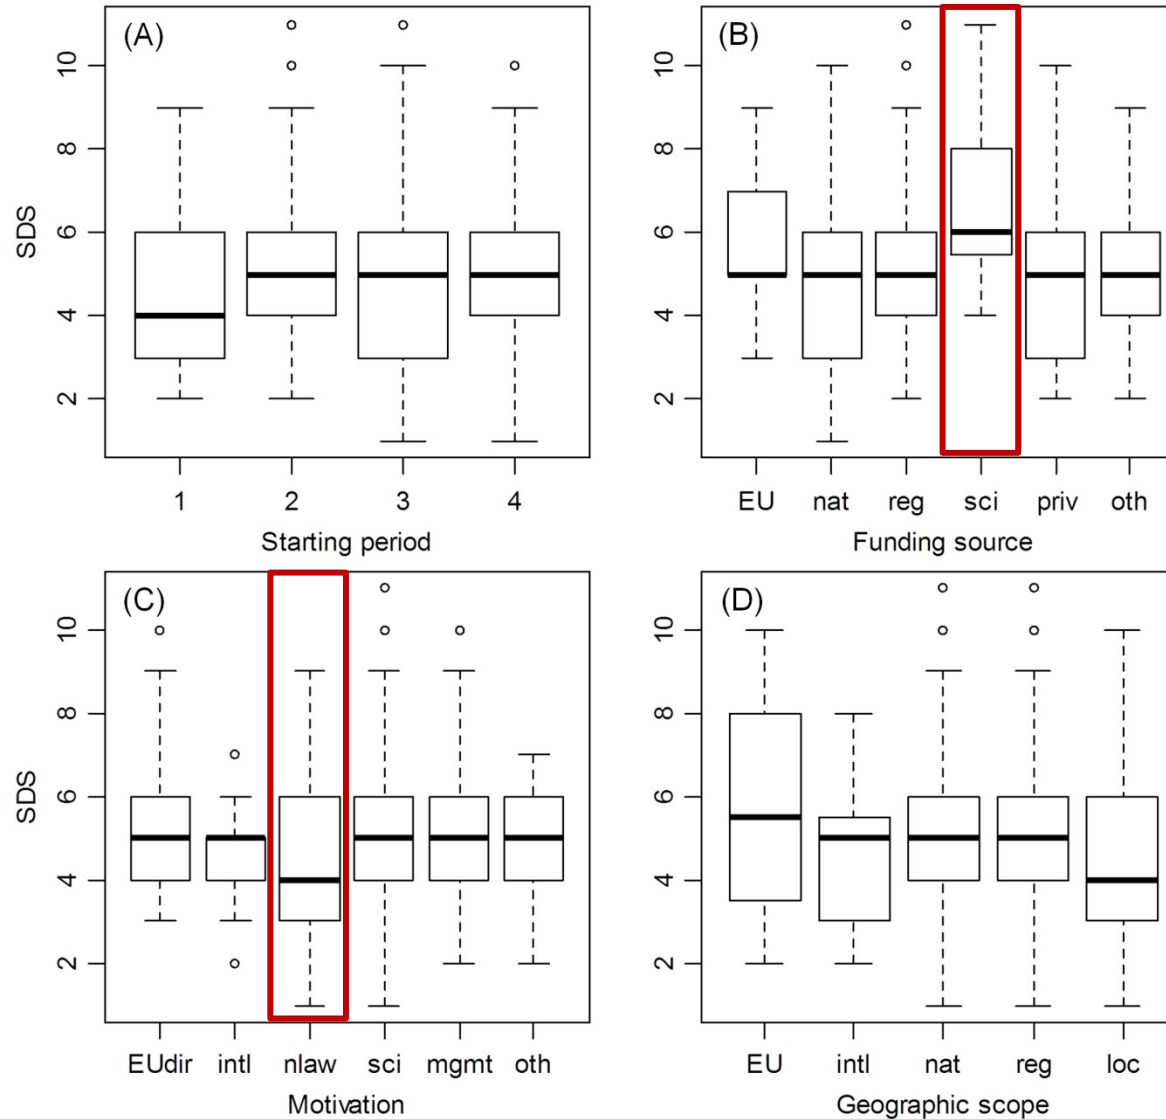 (A)
10
8
6
4
2
SDS
1 2 3 4
Starting period
(B)
10
8
6
4
2
EU nat reg sci priv oth
Funding source
(C)
10
8
6
4
2
SDS
EUdir intl nlaw sci mgmt oth
Motivation
(D)
10
8
6
4
2
EU intl nat reg loc
Geographic scope